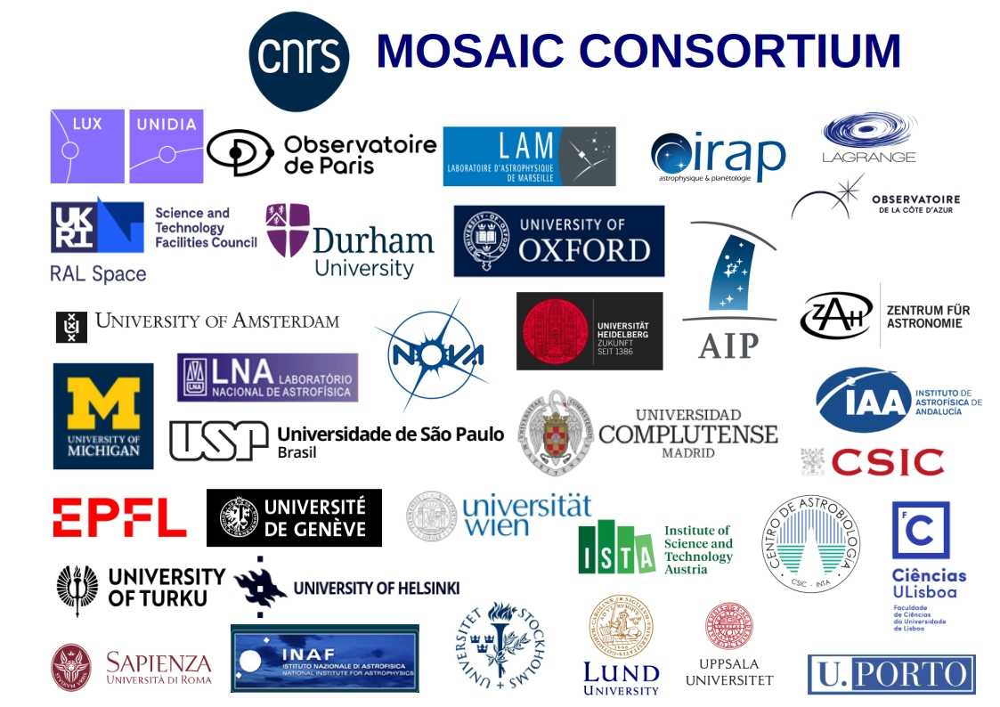 cnrs
MOSAIC CONSORTIUM
LUX
UNIDIA
Observatoire
de Paris
LAM
LABORATOIRE D'ASTROPHYSIQUE
DE MARSEILLE
irap
astrophysique & planétologie
LAGRANGE
OBSERVATOIRE
DE LA CÔTE D'AZUR
UK
RI
Science and
Technology
Facilities Council
RAL Space
Durham
University
UNIVERSITY OF
OXFORD
AIP
UNIVERSITY OF AMSTERDAM
NOVA
UNIVERSITÄT
HEIDELBERG
ZUKUNFT
SEIT 1386
ZAH
ZENTRUM FÜR
ASTRONOMIE
M
UNIVERSITY OF
MICHIGAN
LNA
LNA LABORATÓRIO
NACIONAL DE ASTROFÍSICA
USP
Universidade de São Paulo
Brasil
UNIVERSIDAD
COMPLUTENSE
MADRID
IAA
INSTITUTO DE
ASTROFÍSICA DE
ANDALUCÍA
CSIC
EPFL
UNIVERSITÉ
DE GENÈVE
universität
wien
ISTA
Institute of
Science and
Technology
Austria
CENTRO DE ASTROBIOLOGIA
CSIC - INTA
FC
Ciências
ULisboa
Faculdade
de Ciências
da Universidade
de Lisboa
UNIVERSITY
OF TURKU
UNIVERSITY OF HELSINKI
SAPIENZA
UNIVERSITÀ DI ROMA
INAF
ISTITUTO NAZIONALE DI ASTROFISICA
NATIONAL INSTITUTE FOR ASTROPHYSICS
STOCKHOLMS UNIVERSITET
LUND
UNIVERSITY
UPPSALA
UNIVERSITET
U. PORTO